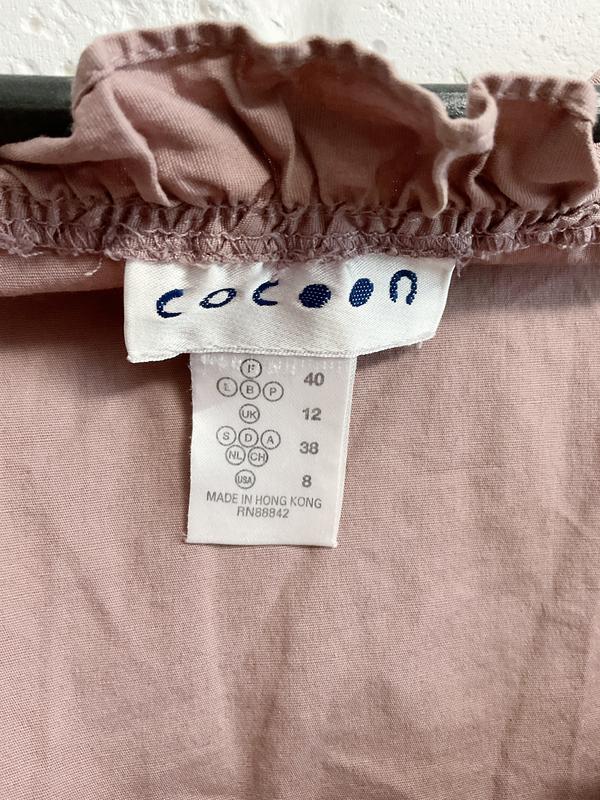 cocoon
F
E B P 40
UK 12
S D A
NL CH 38
USA 8
MADE IN HONG KONG
RN88842